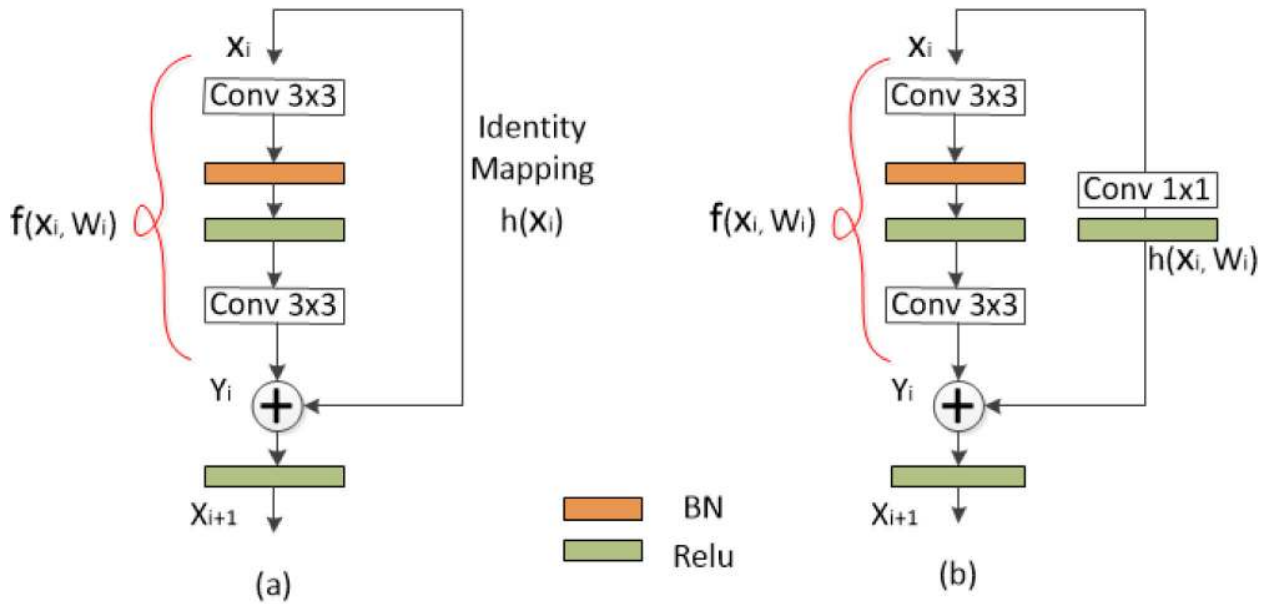 Xi
Conv 3x3
Identity
Mapping
h(Xi)
f(Xi, Wi)
Conv 3x3
Yi
+
Xi+1
(a)
Xi
Conv 3x3
Conv 1x1
h(Xi, Wi)
f(Xi, Wi)
Conv 3x3
Yi
+
Xi+1
(b)
BN
Relu